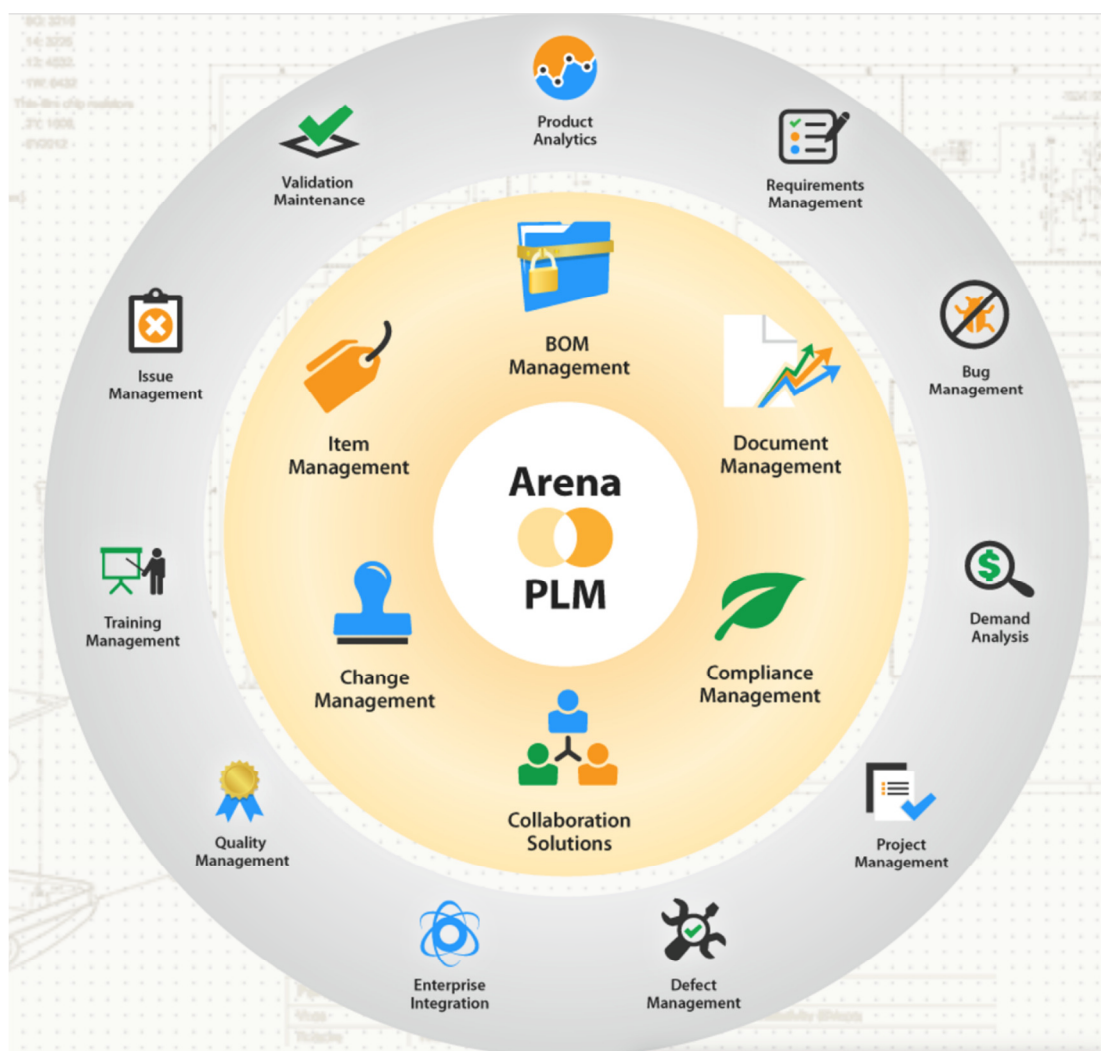 Product
Analytics
Validation
Maintenance
Requirements
Management
BOM
Management
Issue
Management
Bug
Management
Item
Management
Document
Management
Arena
PLM
Training
Management
Demand
Analysis
Change
Management
Compliance
Management
Collaboration
Solutions
Quality
Management
Project
Management
Enterprise
Integration
Defect
Management